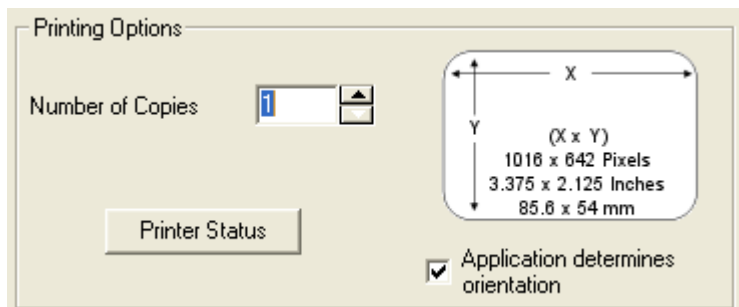 Printing Options
Number of Copies
1
X
Y
(X x Y)
1016 x 642 Pixels
3.375 x 2.125 Inches
85.6 x 54 mm
Printer Status
Application determines
orientation